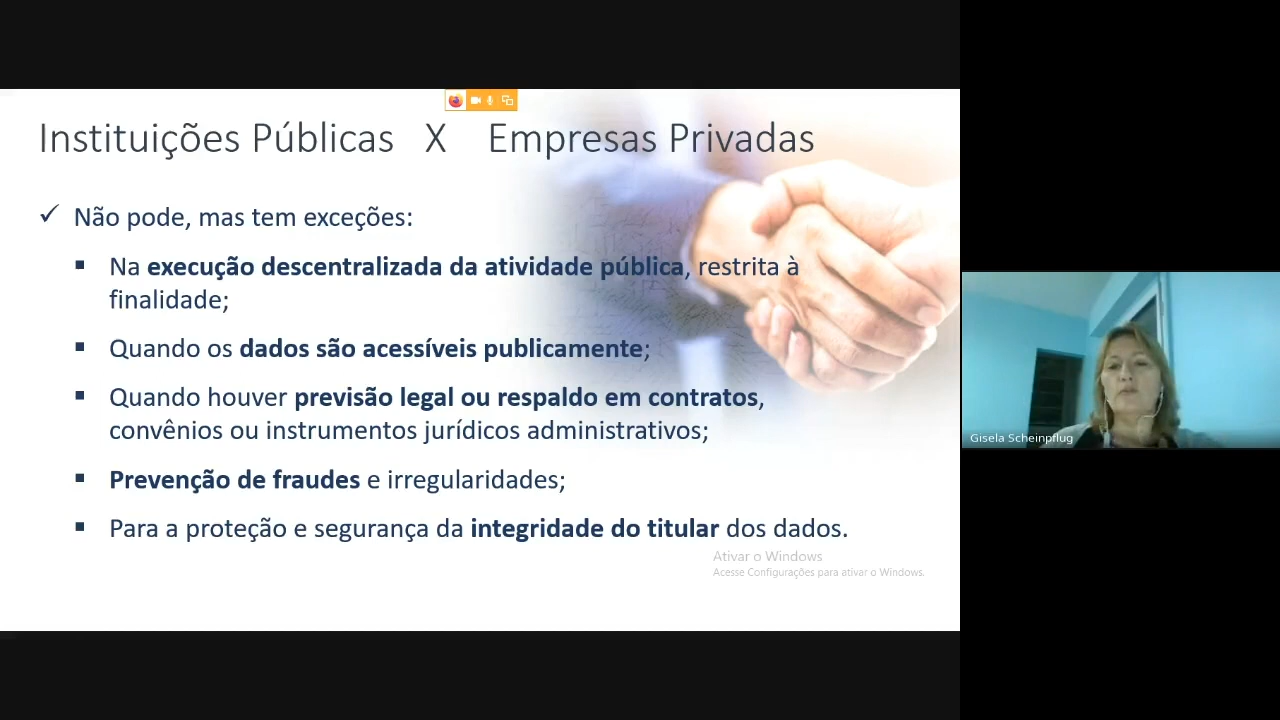 Instituições Públicas X Empresas Privadas
✓ Não pode, mas tem exceções:
▪ Na execução descentralizada da atividade pública, restrita à
finalidade;
▪ Quando os dados são acessíveis publicamente;
▪ Quando houver previsão legal ou respaldo em contratos,
convênios ou instrumentos jurídicos administrativos;
▪ Prevenção de fraudes e irregularidades;
▪ Para a proteção e segurança da integridade do titular dos dados.
Ativar o Windows
Acesse Configurações para ativar o Windows.
Gisela Scheinpflug